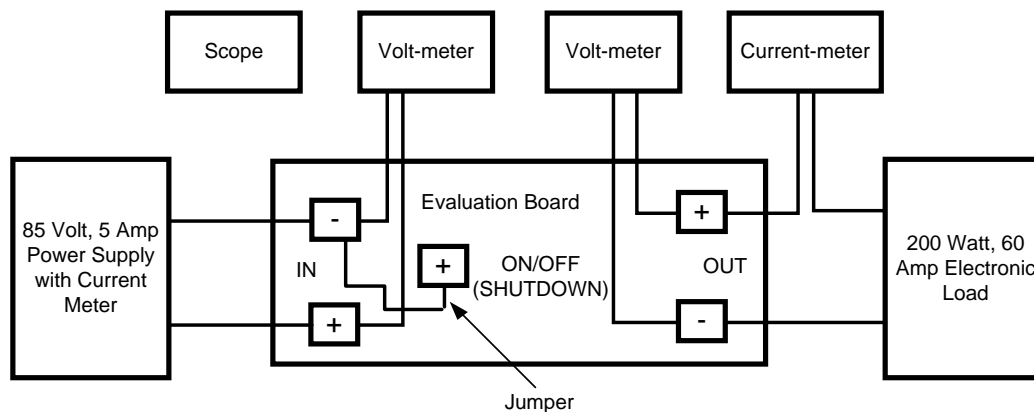 Scope
Volt-meter
Volt-meter
Current-meter
85 Volt, 5 Amp
Power Supply
with Current
Meter
-
IN
+
Evaluation Board
+
ON/OFF
(SHUTDOWN)
+
OUT
-
200 Watt, 60
Amp Electronic
Load
Jumper